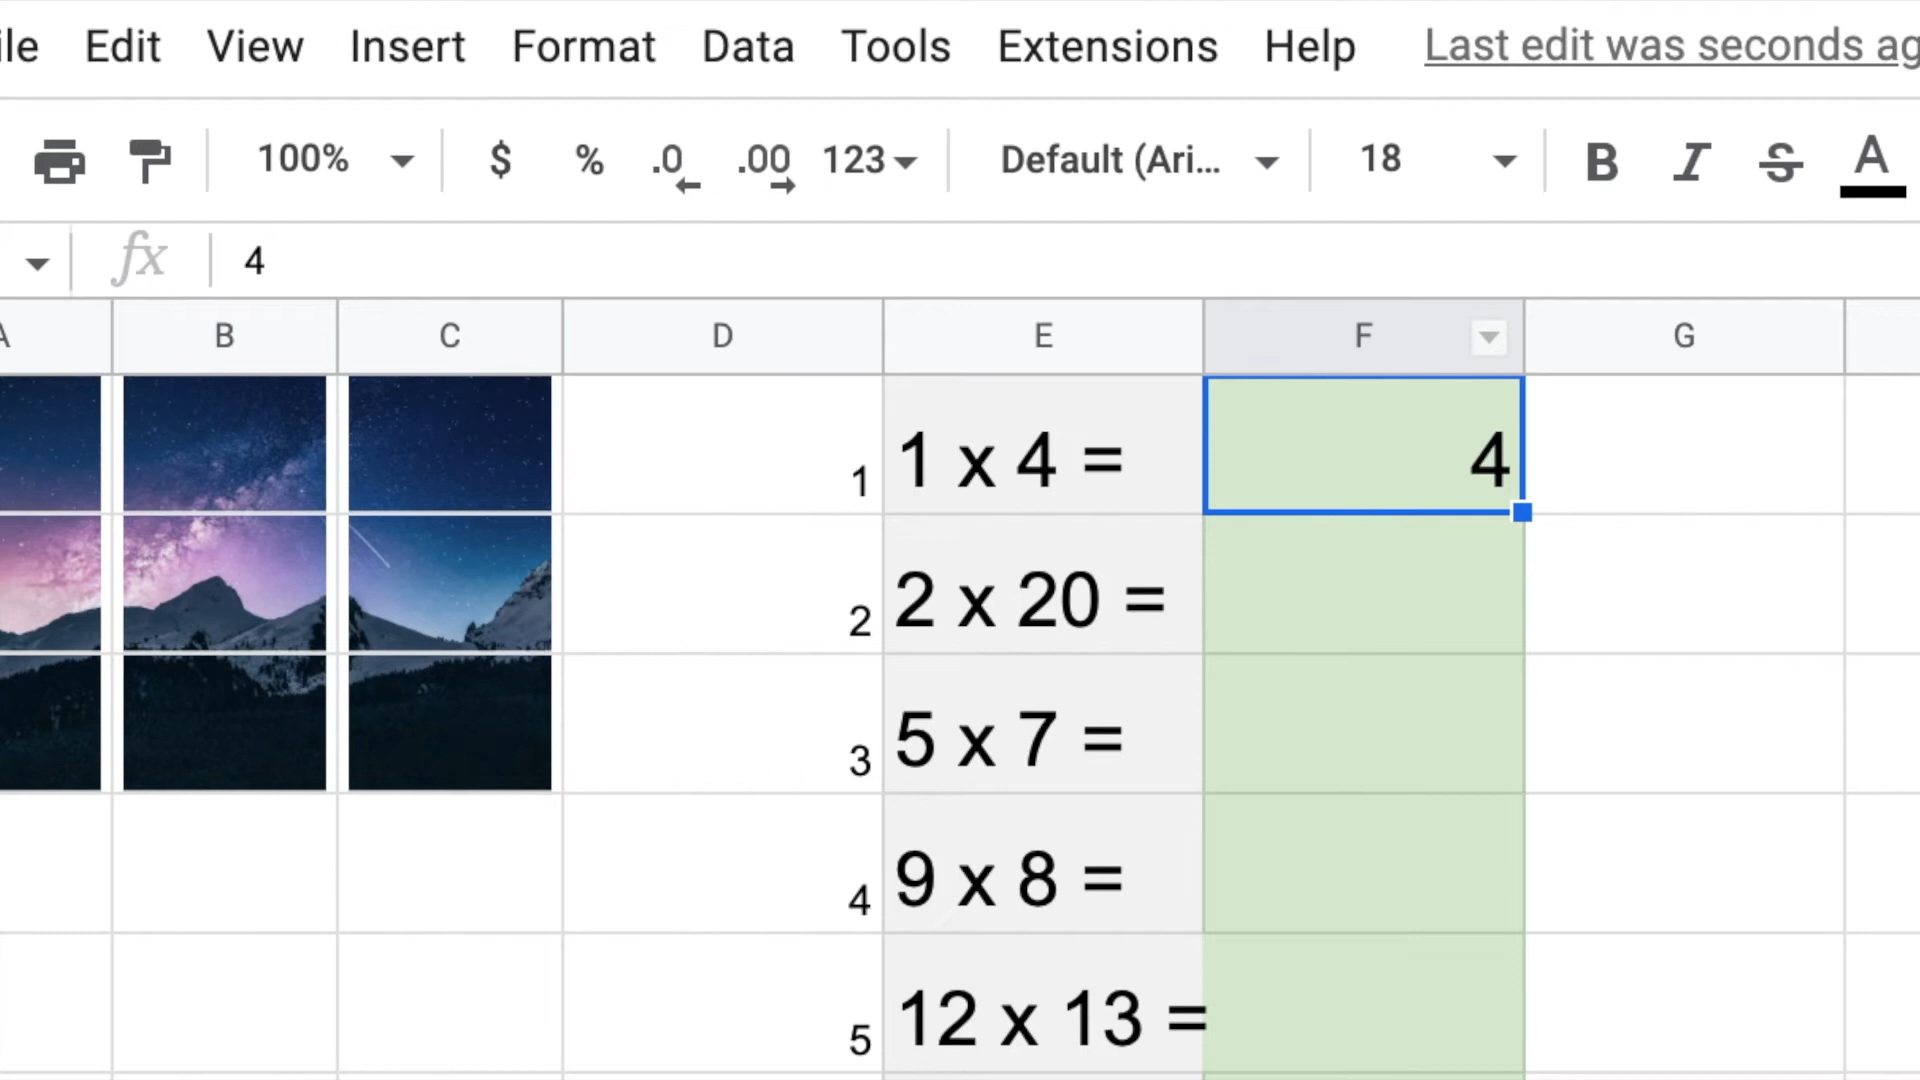 ile Edit View Insert Format Data Tools Extensions Help Last edit was seconds ag
100% $ % .0 .00 123 Default (Ari... 18 B I S A
fx 4
A B C D E F G
1 1 x 4 = 4
2 2 x 20 =
3 5 x 7 =
4 9 x 8 =
5 12 x 13 =